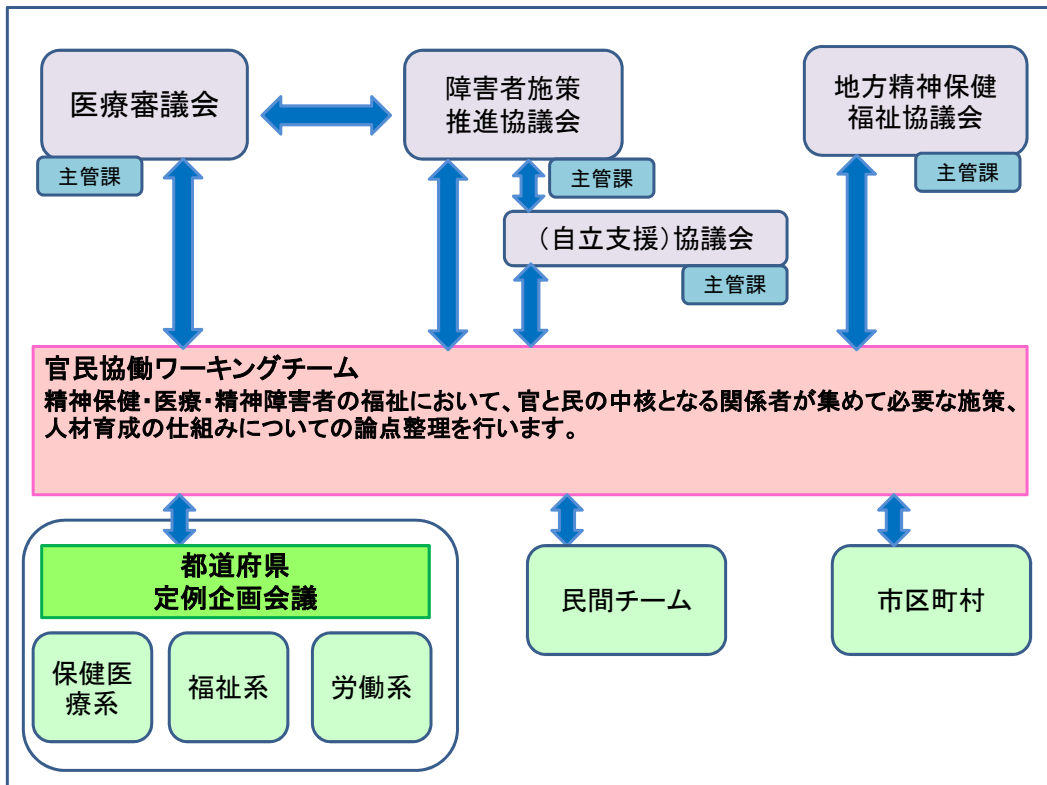 医療審議会
主管課
障害者施策
推進協議会
主管課
地方精神保健
福祉協議会
主管課
（自立支援）協議会
主管課
官民協働ワーキングチーム
精神保健・医療・精神障害者の福祉において、官と民の中核となる関係者が集めて必要な施策、
人材育成の仕組みについての論点整理を行います。
都道府県
定例企画会議
保健医
療系
福祉系
労働系
民間チーム
市区町村